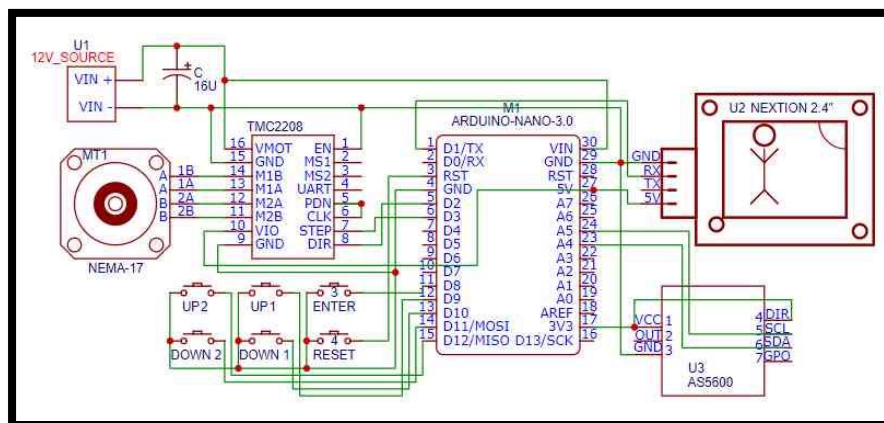 U1
12V_SOURCE
VIN +
VIN -
+
C
16U
TMC2208
16 VMOT EN 1
15 GND MS1 2
14 M1B MS2 3
13 M1A UART 4
12 M2A PDN 5
11 M2B CLK 6
10 VIO STEP 7
9 GND DIR 8
MT1
A 1B
A 1A
B 2A
B 2B
NEMA-17
M1
ARDUINO-NANO-3.0
1 D1/TX VIN 30
2 D0/RX GND 29
3 RST RST 28
4 GND 5V 27
5 D2 A7 26
6 D3 A6 25
7 D4 A5 24
8 D5 A4 23
9 D6 A3 22
10 D7 A2 21
11 D8 A1 20
12 D9 A0 19
13 D10 AREF 18
14 D11/MOSI 3V3 17
15 D12/MISO D13/SCK 16
U2 NEXTION 2.4"
GND
RX
TX
5V
UP2
UP1
3
ENTER
DOWN 2
DOWN 1
4
RESET
VCC 1
OUT 2
GND 3
4 DIR
5 SCL
6 SDA
7 GPO
U3
AS5600